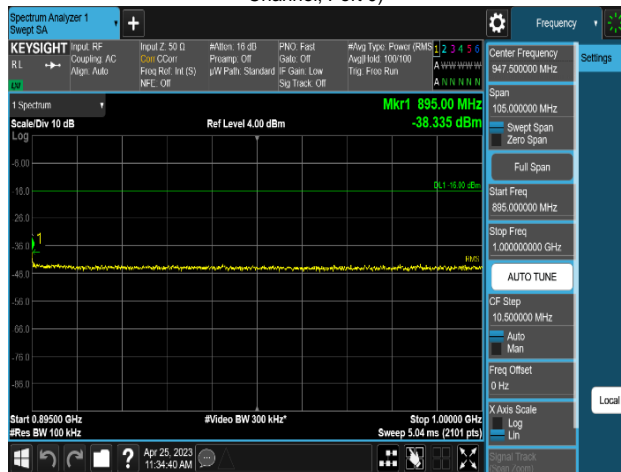 Channel, Port 0)
Spectrum Analyzer 1
Swept SA
+
Frequency
KEYSIGHT
RL
LW
Input: RF
Coupling: AC
Align: Auto
Input Z: 50 Ω
Corr CCorr
Freq Ref: Int (S)
NFE: Off
#Atten: 16 dB
Preamp: Off
µW Path: Standard
PNO: Fast
Gate: Off
IF Gain: Low
Sig Track: Off
#Avg Type: Power (RMS
Avg|Hold: 100/100
Trig: Free Run
1 2 3 4 5 6
A W W W W W
A N N N N N
1 Spectrum
Scale/Div 10 dB
Log
Ref Level 4.00 dBm
Mkr1 895.00 MHz
-38.335 dBm
-6.00
-16.0
-26.0
-36.0
-46.0
-56.0
-66.0
-76.0
-86.0
DL1 -16.00 dBm
1
RMS
Start 0.89500 GHz
#Res BW 100 kHz
#Video BW 300 kHz*
Stop 1.00000 GHz
Sweep 5.04 ms (2101 pts)
Center Frequency
947.500000 MHz
Settings
Span
105.000000 MHz
Swept Span
Zero Span
Full Span
Start Freq
895.000000 MHz
Stop Freq
1.000000000 GHz
AUTO TUNE
CF Step
10.500000 MHz
Auto
Man
Freq Offset
0 Hz
Local
X Axis Scale
Log
Lin
Signal Track
(Span Zoom)
?
Apr 25, 2023
11:34:40 AM